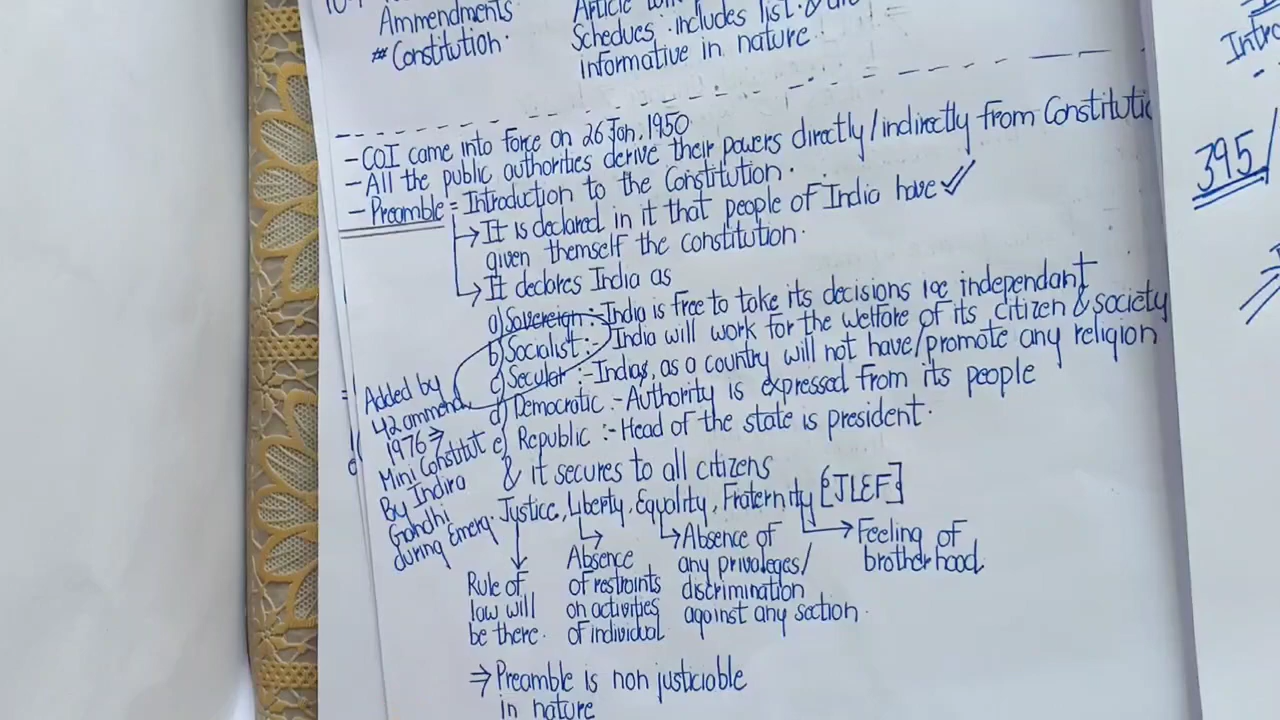 Ammendments
# Constitution.
Article
Schedues includes list &
informative in nature.
- COI came into force on 26 Jan, 1950
- All the public authorities derive their powers directly/indirectly from
- Preamble = Introduction to the Constitution.
→ It is declared in it that people of India have ✓
given themself the constitution.
→ It declares India as
a) Sovereign :- India is free to take its decisions i.e independant
b) Socialist :- India will work for the welfare of its citizen & society
c) Secular :- India, as a country will not have/promote any religion
d) Democratic :- Authority is expressed from its people
e) Republic :- Head of the state is president.
Added by
42 ammend.
1976 ⇒
Mini Constitut
By Indira
Gandhi
during Emerg.
& it secures to all citizens
Justice, Liberty, Equality, Fraternity [JLEF]
Rule of
law will
be there.
Absence
of restraints
on activities
of individual
→ Absence of
any privaleges/
discrimination
against any section.
→ Feeling of
brotherhood
⇒ Preamble is non justiciable
in nature
395/